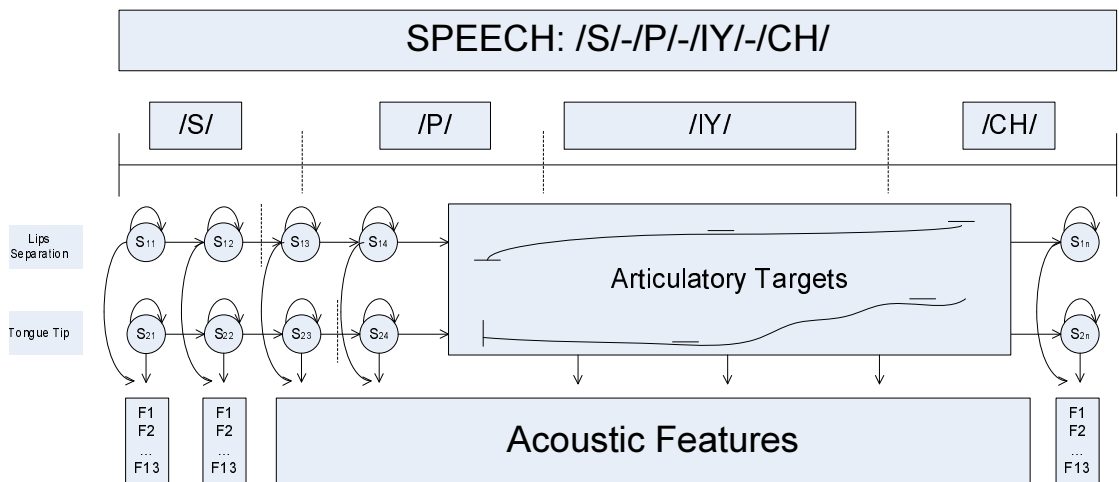 SPEECH: /S/-/P/-/IY/-/CH/
/S/ /P/ /IY/ /CH/
Lips
Separation
S11 S12 S13 S14 S1n
Articulatory Targets
Tongue Tip
S21 S22 S23 S24 S2n
F1
F2
...
F13
F1
F2
...
F13
Acoustic Features
F1
F2
...
F13